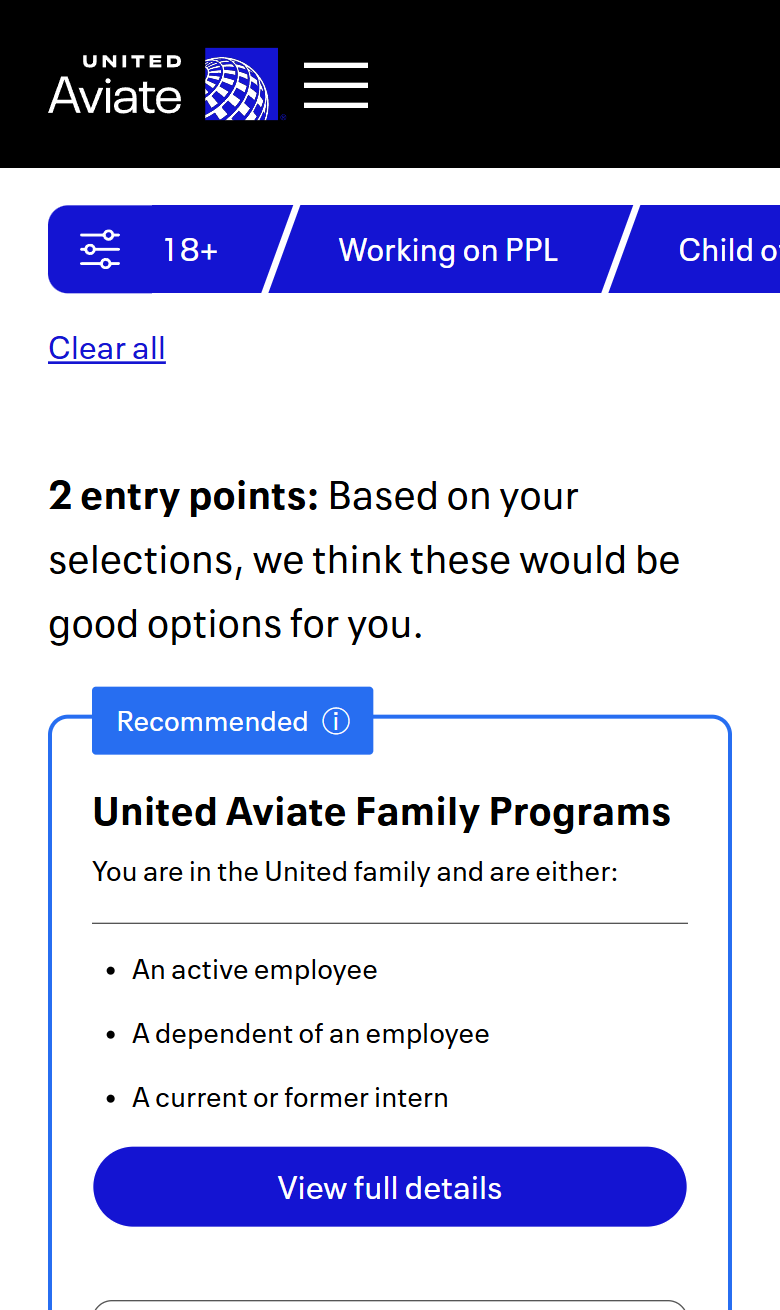 UNITED
Aviate
18+
Working on PPL
Child
Clear all
2 entry points: Based on your
selections, we think these would be
good options for you.
Recommended
United Aviate Family Programs
You are in the United family and are either:
• An active employee
• A dependent of an employee
• A current or former intern
View full details